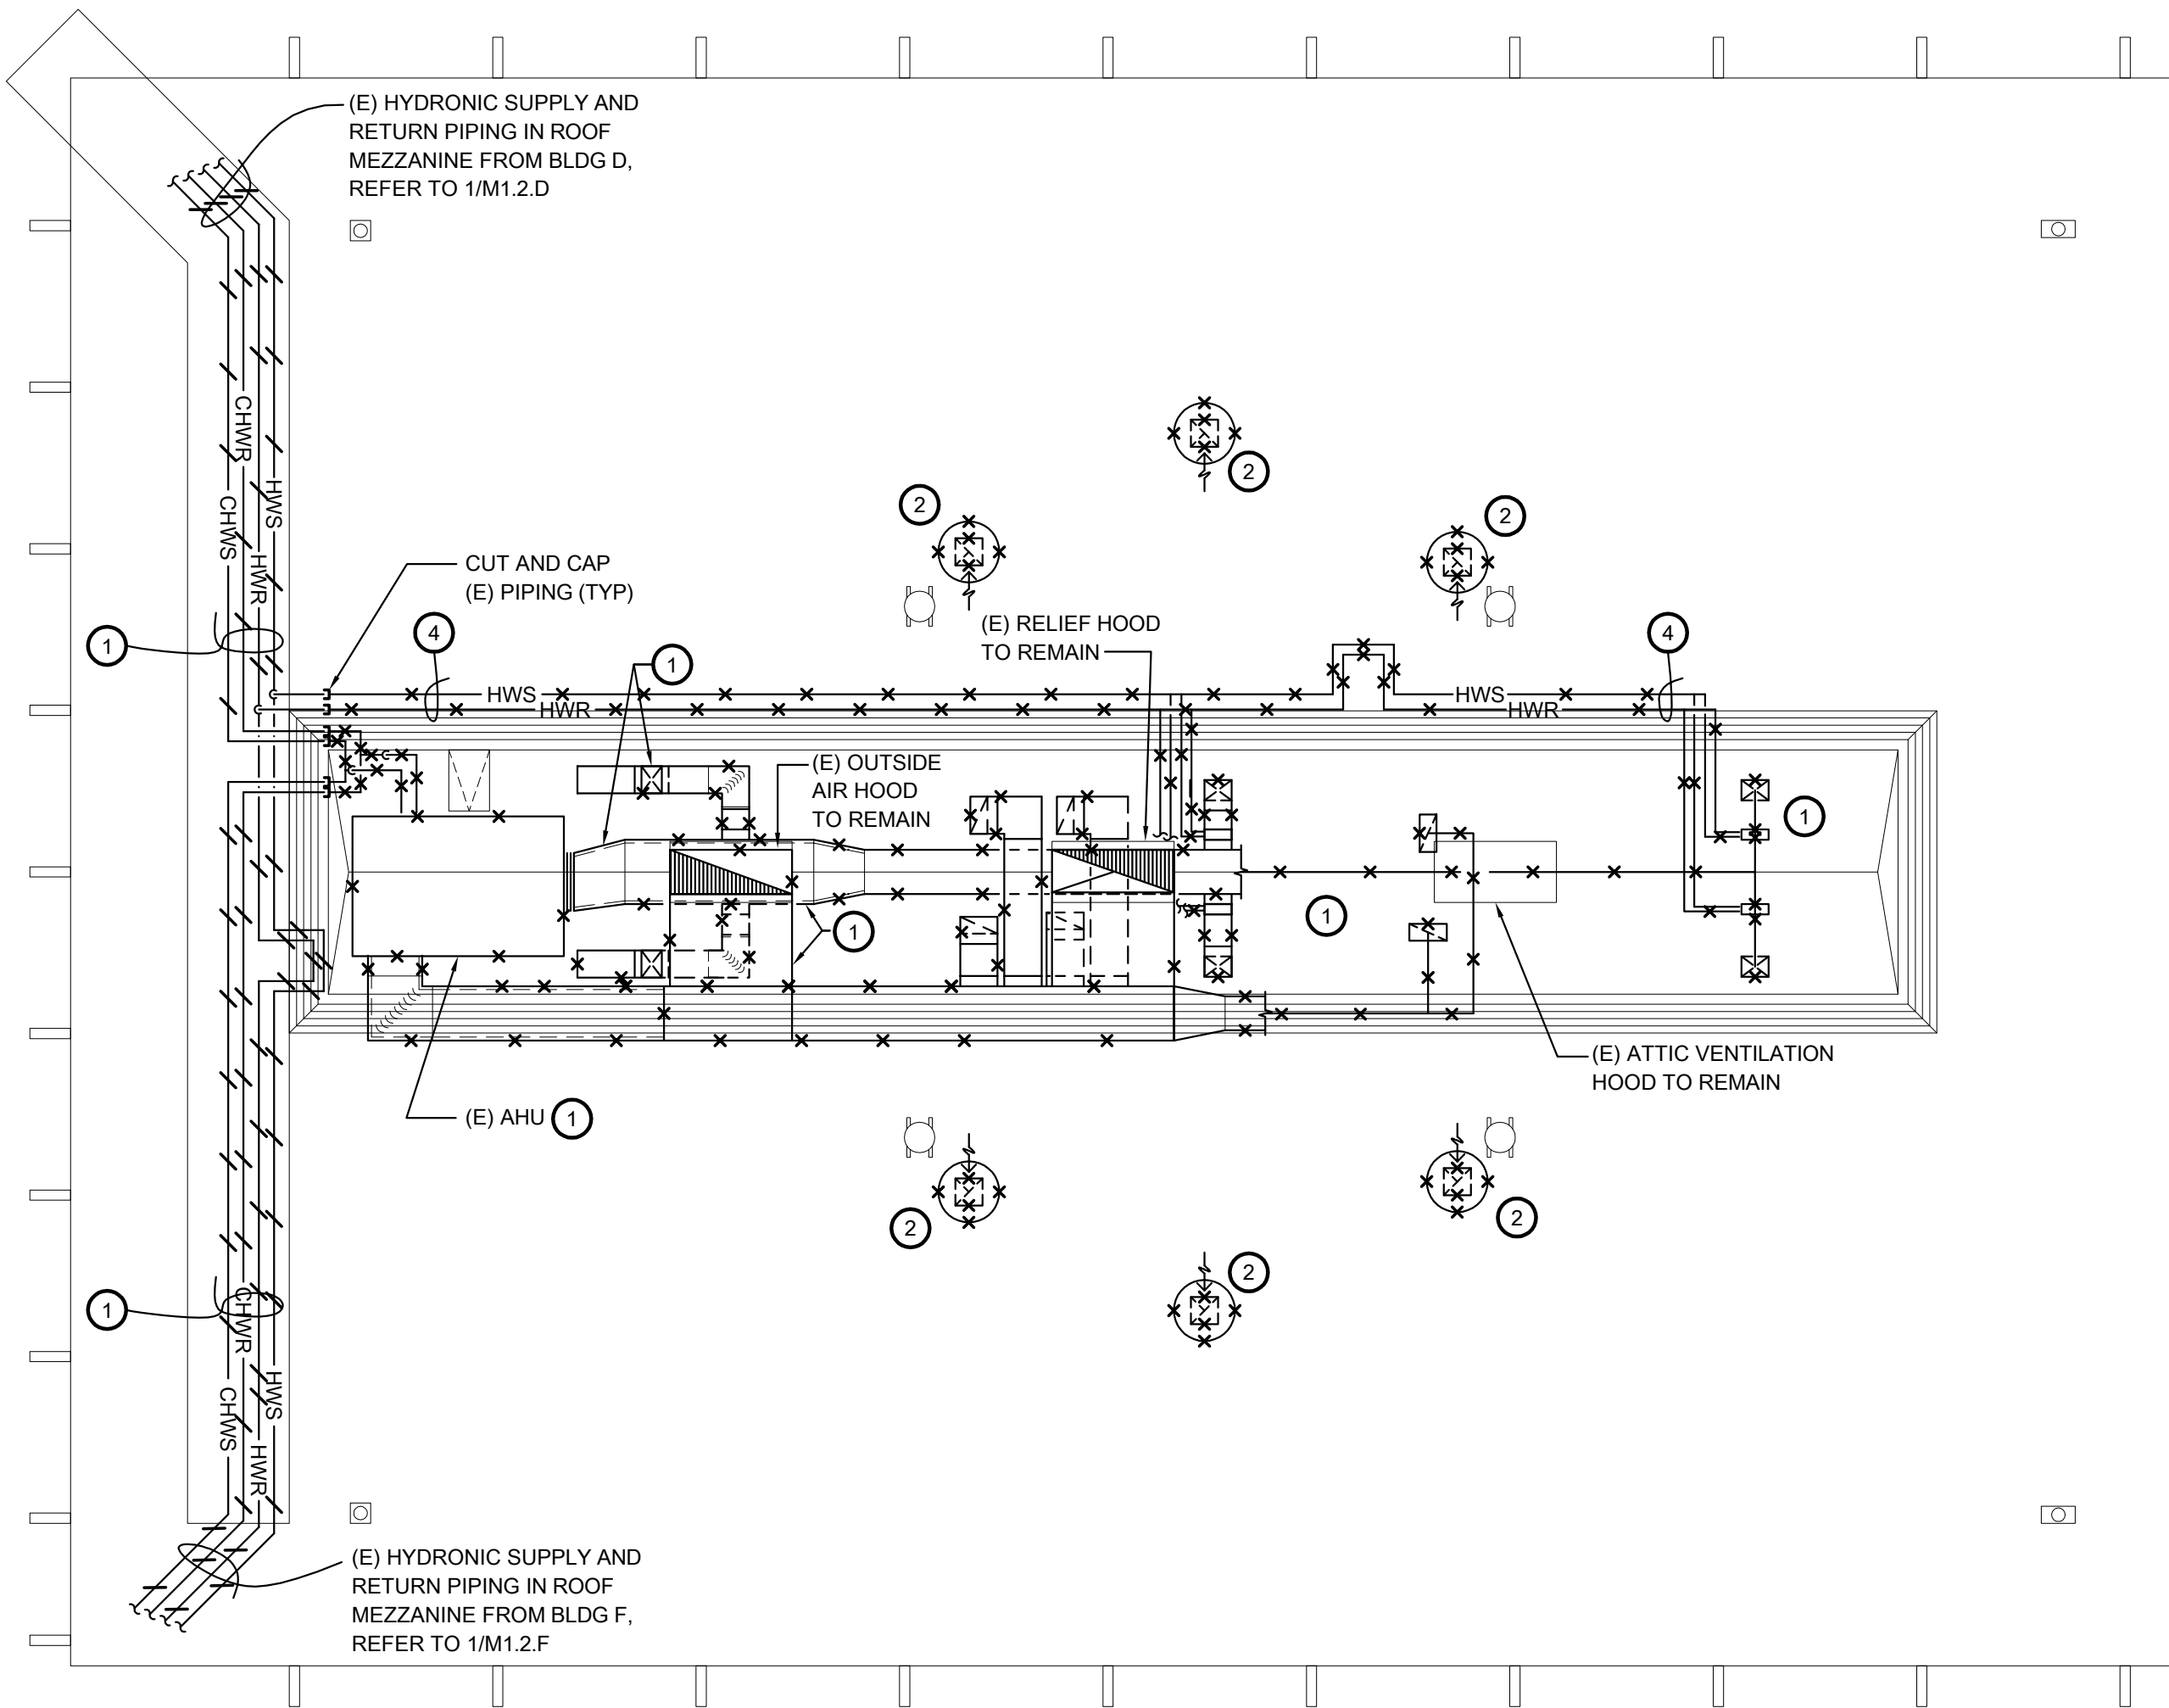 (E) HYDRONIC SUPPLY AND
RETURN PIPING IN ROOF
MEZZANINE FROM BLDG D,
REFER TO 1/M1.2.D
CHWR
HWS
CHWS
HWR
2
2
2
CUT AND CAP
(E) PIPING (TYP)
(E) RELIEF HOOD
TO REMAIN
1
4
1
4
HWS
HWR
HWS
HWR
(E) OUTSIDE
AIR HOOD
TO REMAIN
1
1
1
(E) ATTIC VENTILATION
HOOD TO REMAIN
(E) AHU
1
2
2
2
1
CHWR
HWS
CHWS
HWR
(E) HYDRONIC SUPPLY AND
RETURN PIPING IN ROOF
MEZZANINE FROM BLDG F,
REFER TO 1/M1.2.F